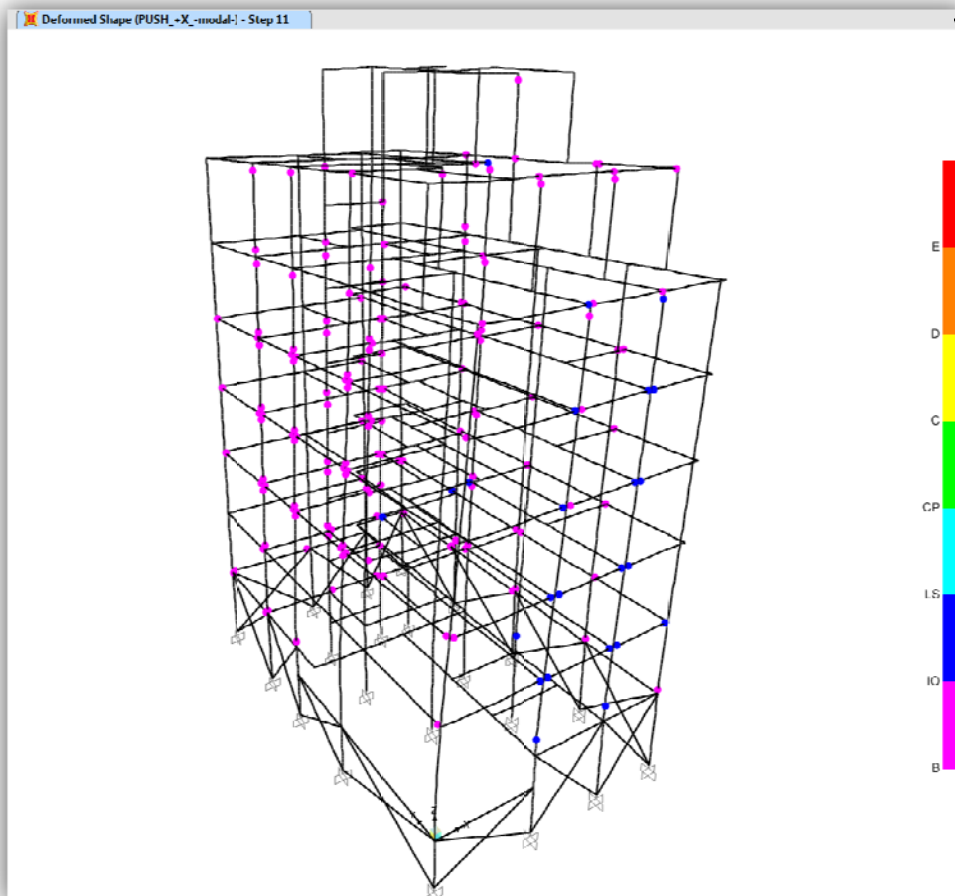 Deformed Shape (PUSH_+X_-modal-) - Step 11
E
D
C
CP
LS
IO
B
Z
X